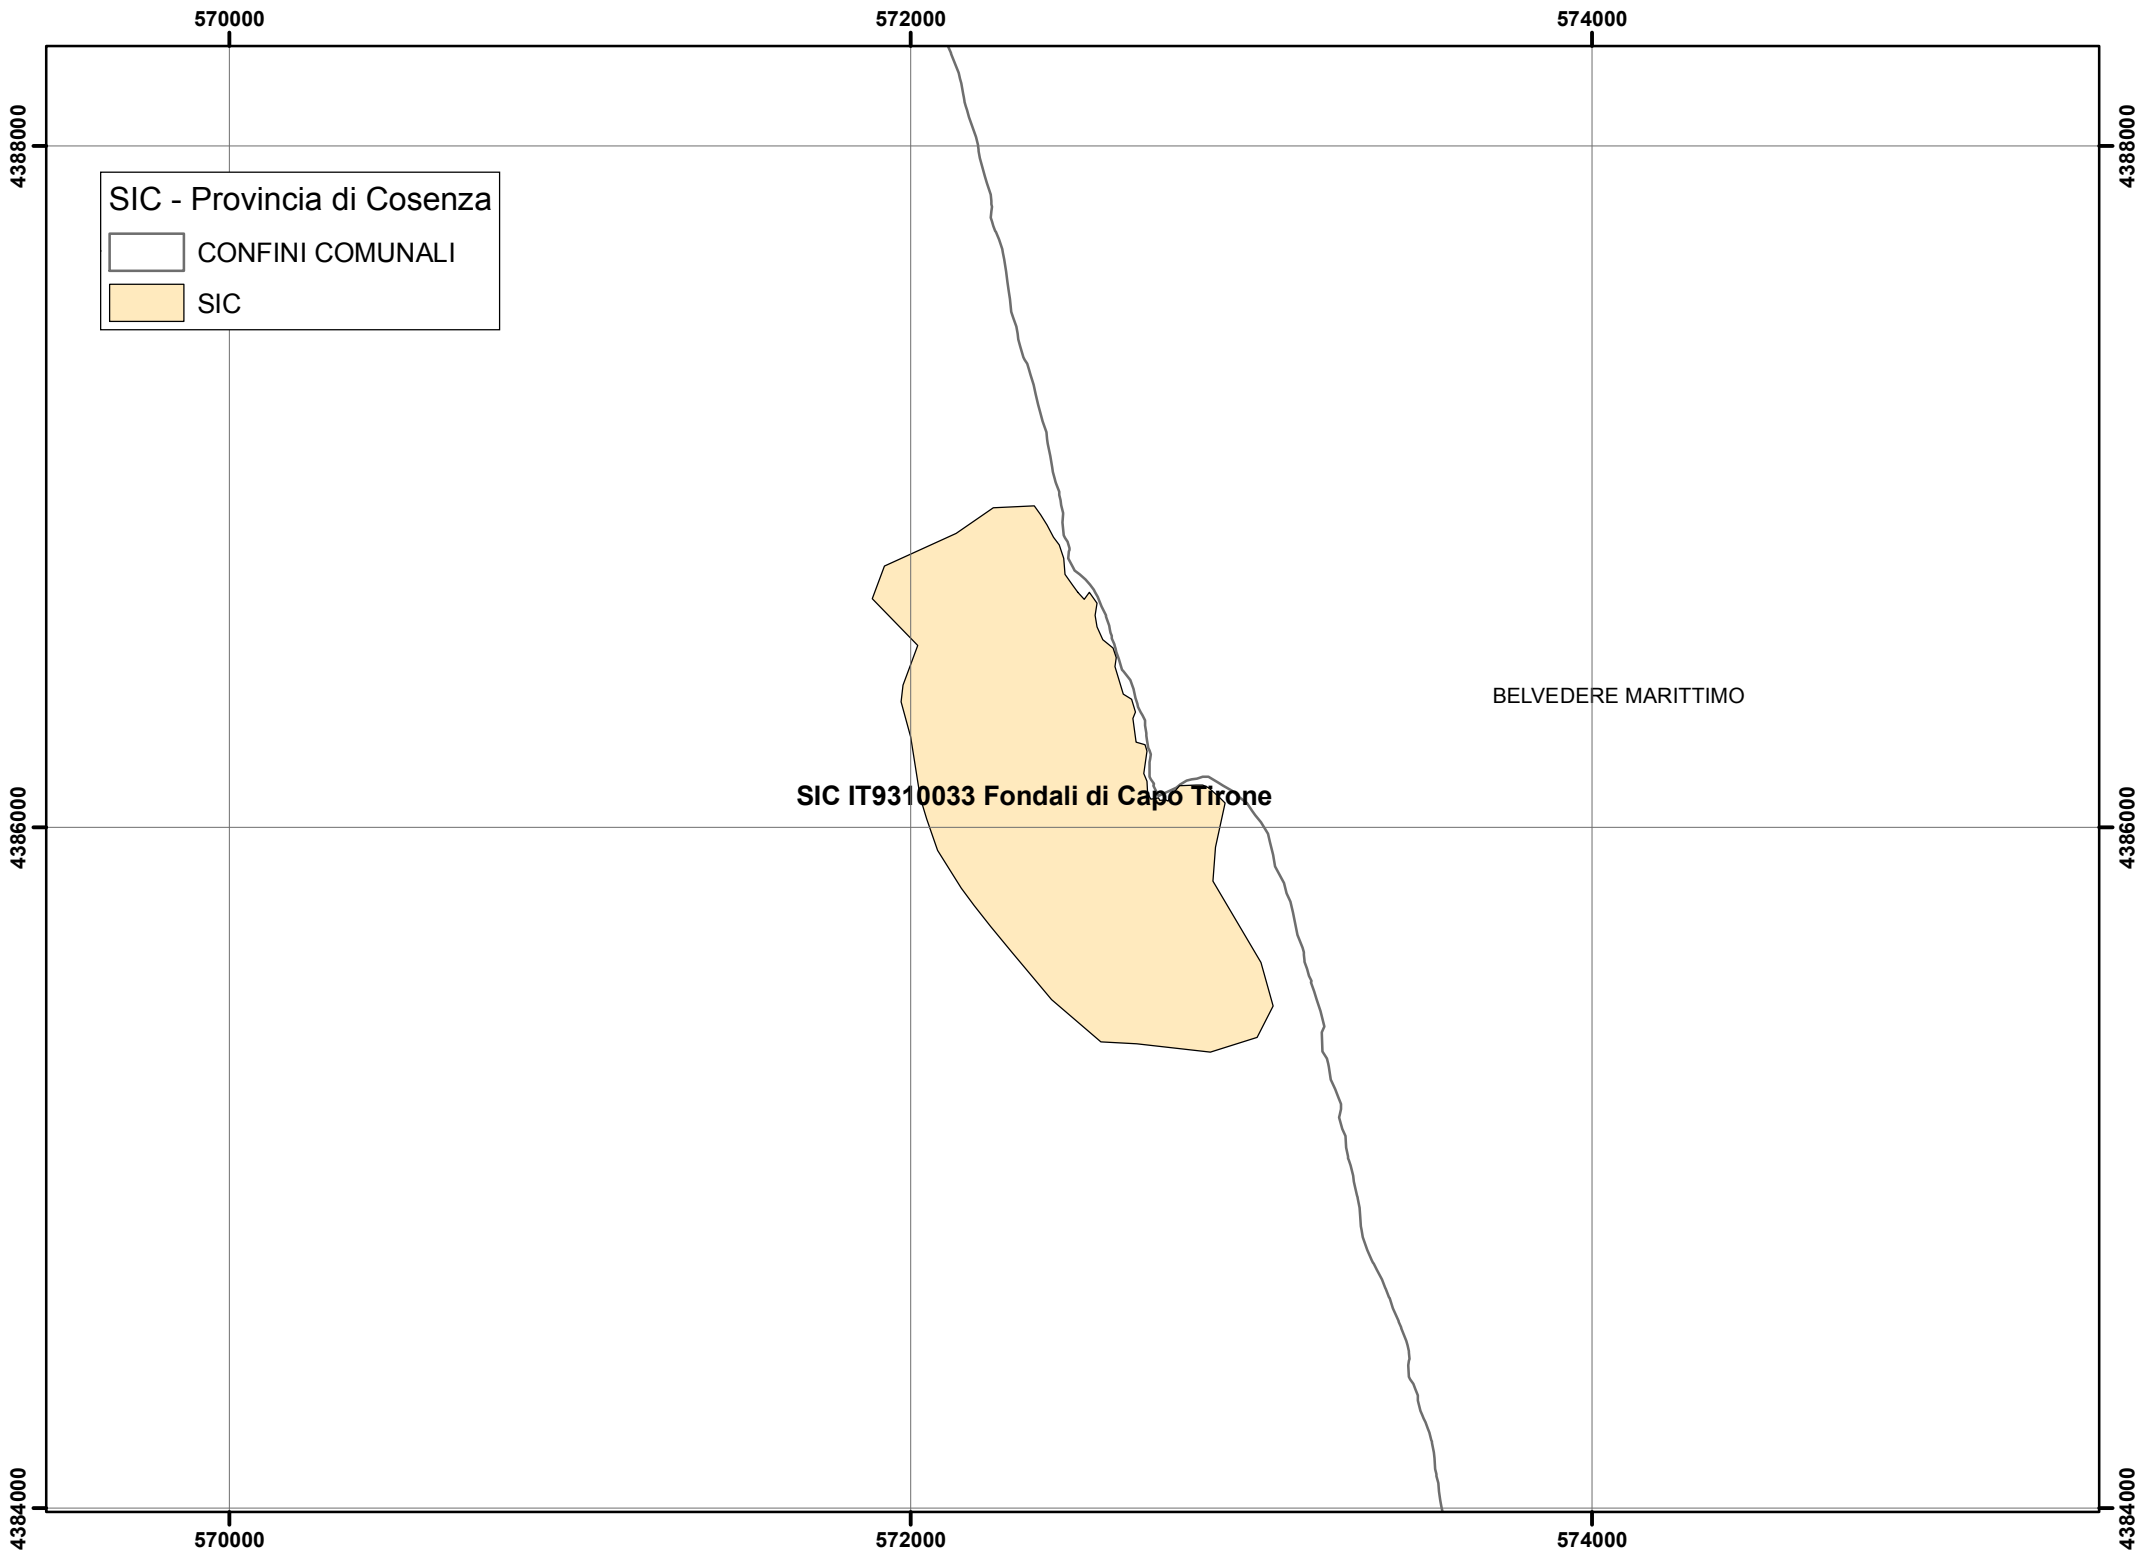 570000
572000
574000
4388000
4388000
SIC - Provincia di Cosenza
CONFINI COMUNALI
SIC
BELVEDERE MARITTIMO
SIC IT9310033 Fondali di Capo Tirone
4386000
4386000
4384000
4384000
570000
572000
574000